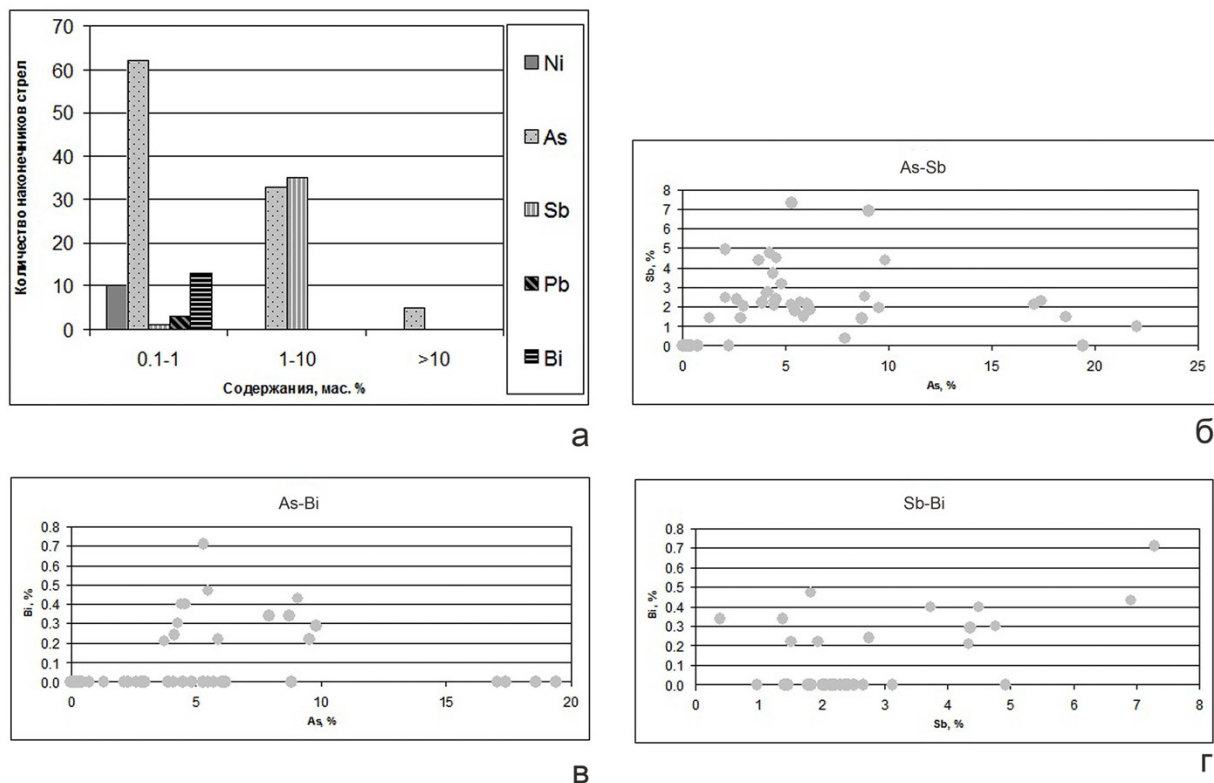 Количество наконечников стрел
70
60
50
40
30
20
10
0
0.1-1 1-10 >10
Содержания, мас. %
Ni
As
Sb
Pb
Bi
а
As-Sb
Sb, %
8
7
6
5
4
3
2
1
0
0 5 10 15 20 25
As, %
б
As-Bi
Bi, %
0.8
0.7
0.6
0.5
0.4
0.3
0.2
0.1
0.0
0 5 10 15 20
As, %
в
Sb-Bi
Bi, %
0.8
0.7
0.6
0.5
0.4
0.3
0.2
0.1
0.0
0 1 2 3 4 5 6 7 8
Sb, %
г